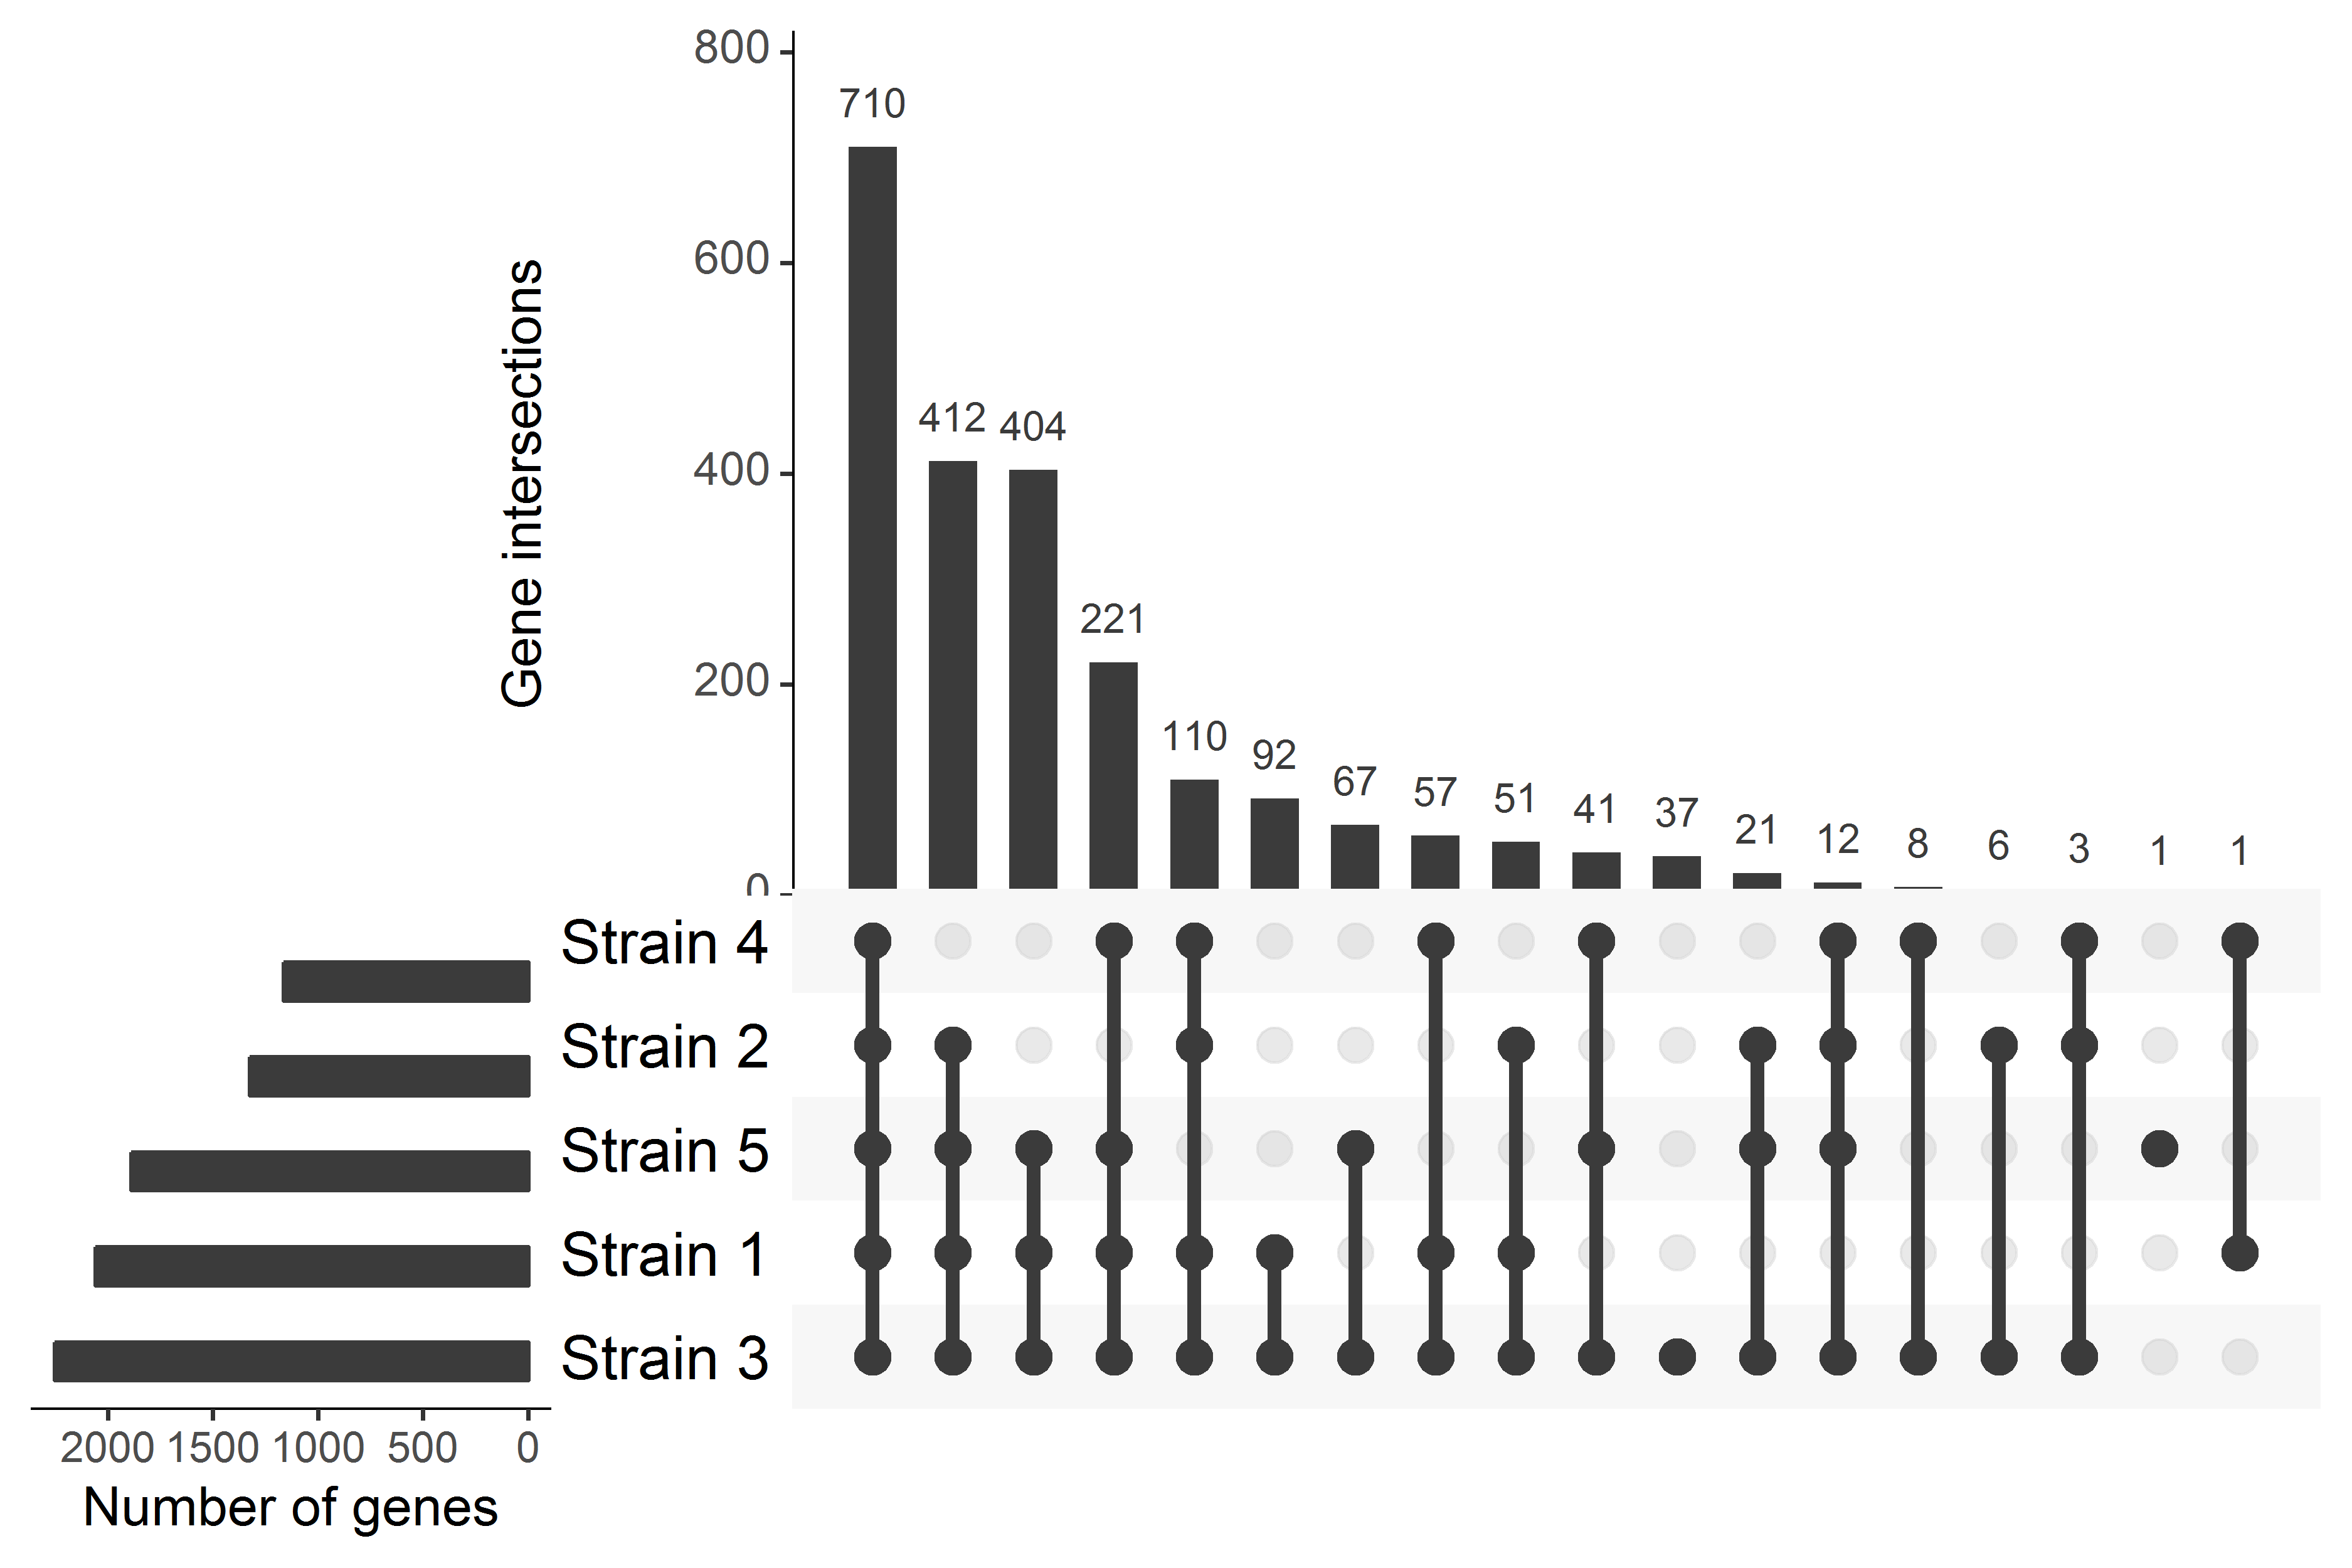 800
710
600
Gene intersections
412
404
400
221
200
110
92
67
57
51
41
37
21
12
8
6
3
1
1
0
Strain 4
Strain 2
Strain 5
Strain 1
Strain 3
2000 1500 1000 500 0
Number of genes